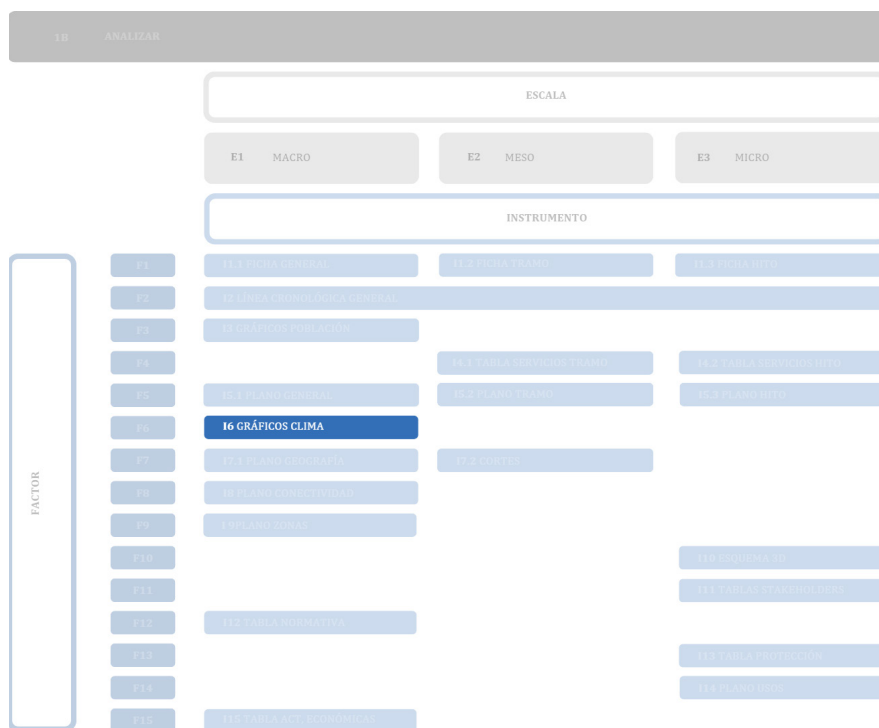 1B ANALIZAR
ESCALA
E1 MACRO E2 MESO E3 MICRO
INSTRUMENTO
FACTOR
F1 I1.1 FICHA GENERAL I1.2 FICHA TRAMO I1.3 FICHA HITO
F2 I2 LÍNEA CRONOLÓGICA GENERAL
F3 I3 GRÁFICOS POBLACIÓN
F4 I4.1 TABLA SERVICIOS TRAMO I4.2 TABLA SERVICIOS HITO
F5 I5.1 PLANO GENERAL I5.2 PLANO TRAMO I5.3 PLANO HITO
F6 I6 GRÁFICOS CLIMA
F7 I7.1 PLANO GEOGRAFÍA I7.2 CORTES
F8 I8 PLANO CONECTIVIDAD
F9 I 9PLANO ZONAS
F10 I10 ESQUEMA 3D
F11 I11 TABLAS STAKEHOLDERS
F12 I12 TABLA NORMATIVA
F13 I13 TABLA PROTECCIÓN
F14 I14 PLANO USOS
F15 I15 TABLA ACT. ECONÓMICAS